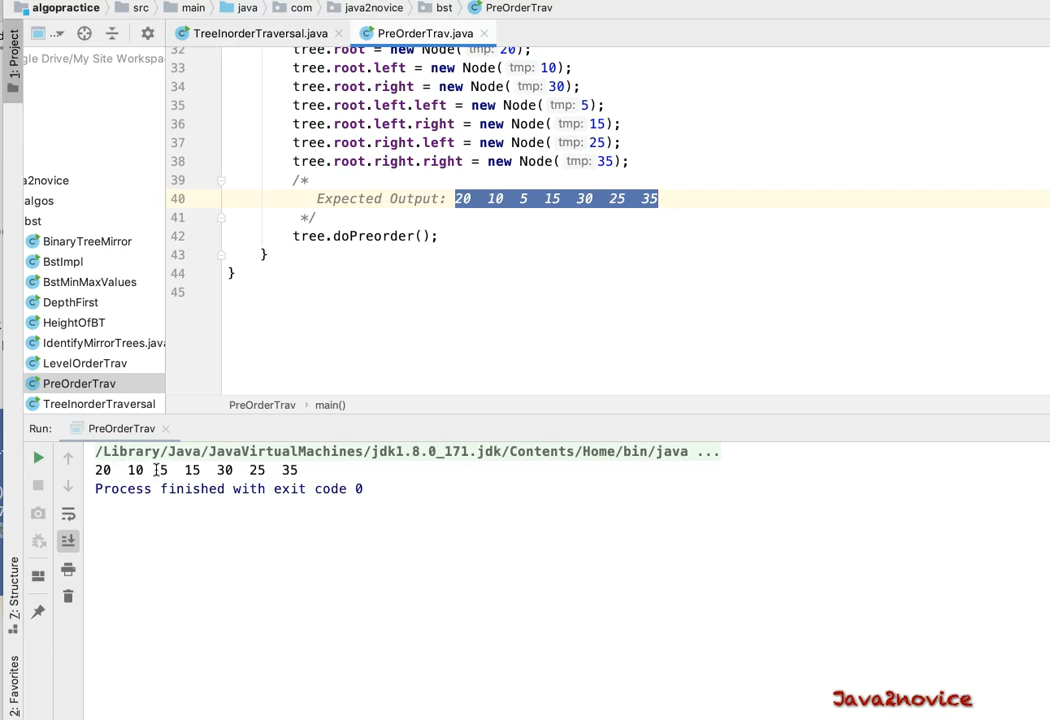 algopractice src main java com java2novice bst PreOrderTrav
TreeInorderTraversal.java PreOrderTrav.java
1: Project
gle Drive/My Site Workspa
a2novice
algos
bst
BinaryTreeMirror
BstImpl
BstMinMaxValues
DepthFirst
HeightOfBT
IdentifyMirrorTrees.java
LevelOrderTrav
PreOrderTrav
TreeInorderTraversal
32 tree.root = new Node( tmp: 20);
33 tree.root.left = new Node( tmp: 10);
34 tree.root.right = new Node( tmp: 30);
35 tree.root.left.left = new Node( tmp: 5);
36 tree.root.left.right = new Node( tmp: 15);
37 tree.root.right.left = new Node( tmp: 25);
38 tree.root.right.right = new Node( tmp: 35);
39 /*
40 Expected Output: 20 10 5 15 30 25 35
41 */
42 tree.doPreorder();
43 }
44 }
45
PreOrderTrav › main()
Run: PreOrderTrav
/Library/Java/JavaVirtualMachines/jdk1.8.0_171.jdk/Contents/Home/bin/java ...
20 10 5 15 30 25 35
Process finished with exit code 0
7: Structure
2: Favorites
Java2novice